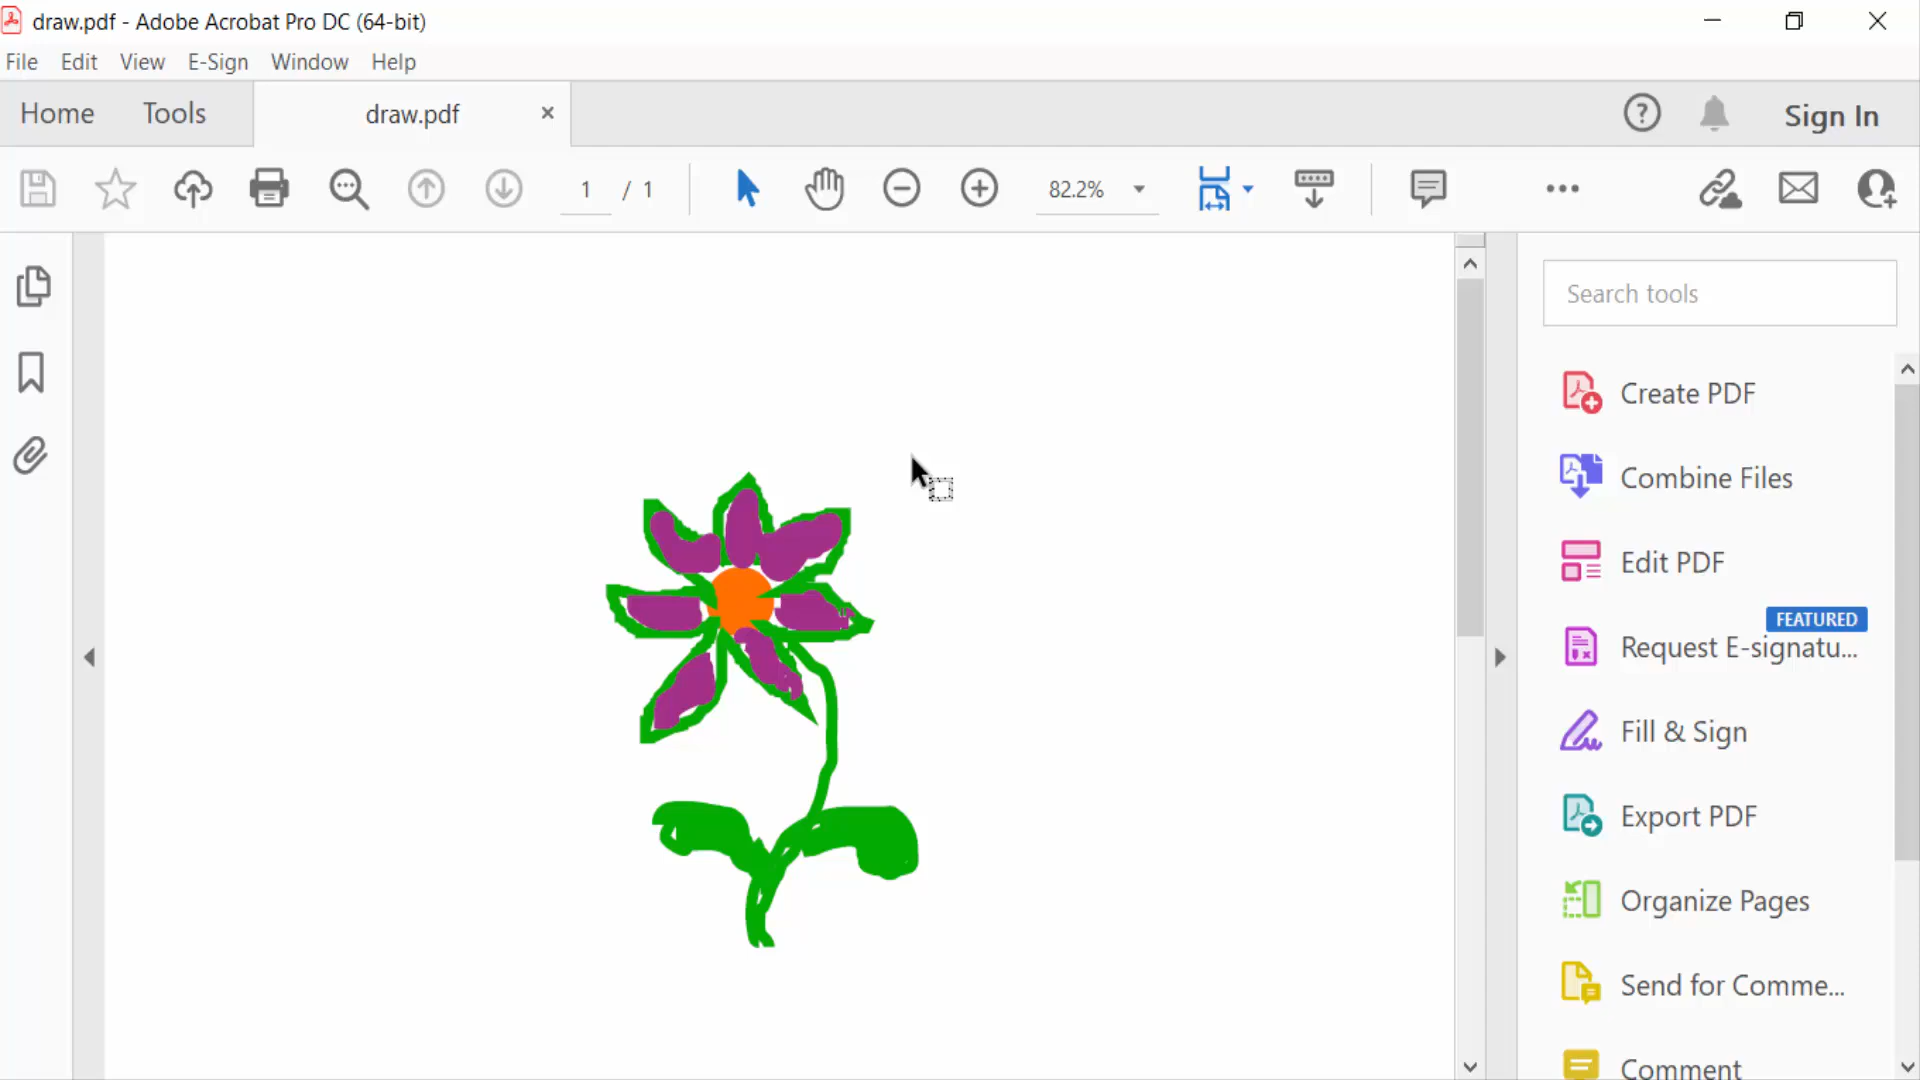 draw.pdf - Adobe Acrobat Pro DC (64-bit)
File Edit View E-Sign Window Help
Home Tools draw.pdf × Sign In
1 / 1 82.2%
Search tools
Create PDF
Combine Files
Edit PDF
FEATURED
Request E-signatu...
Fill & Sign
Export PDF
Organize Pages
Send for Comme...
Comment